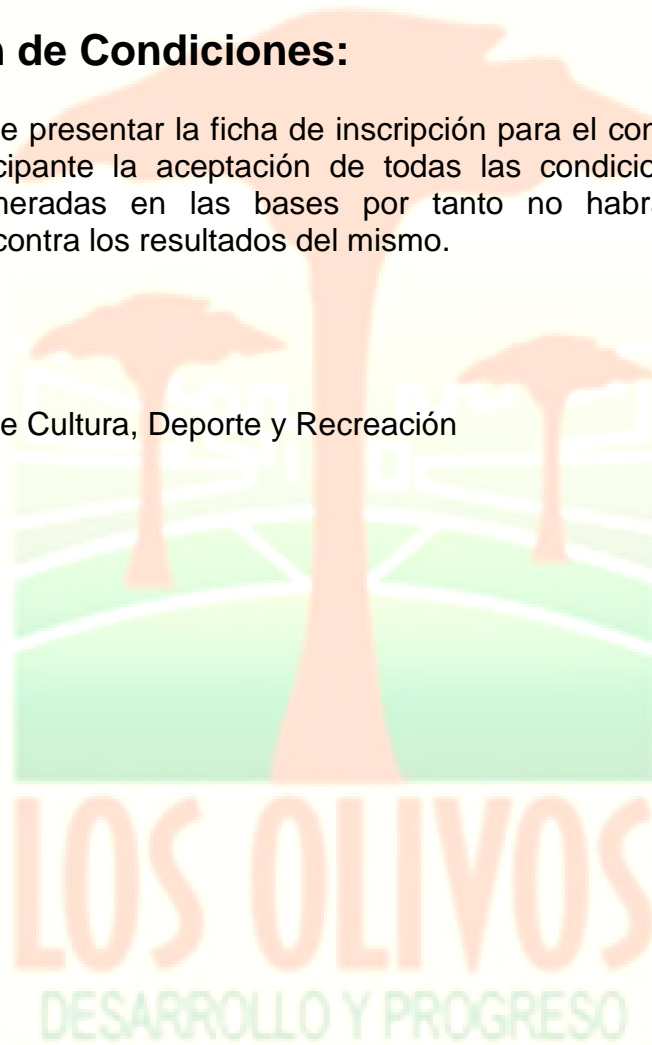 n de Condiciones:
e presentar la ficha de inscripción para el con
cipante la aceptación de todas las condicio
neradas en las bases por tanto no habr
contra los resultados del mismo.
e Cultura, Deporte y Recreación
LOS OLIVOS
DESARROLLO Y PROGRESO